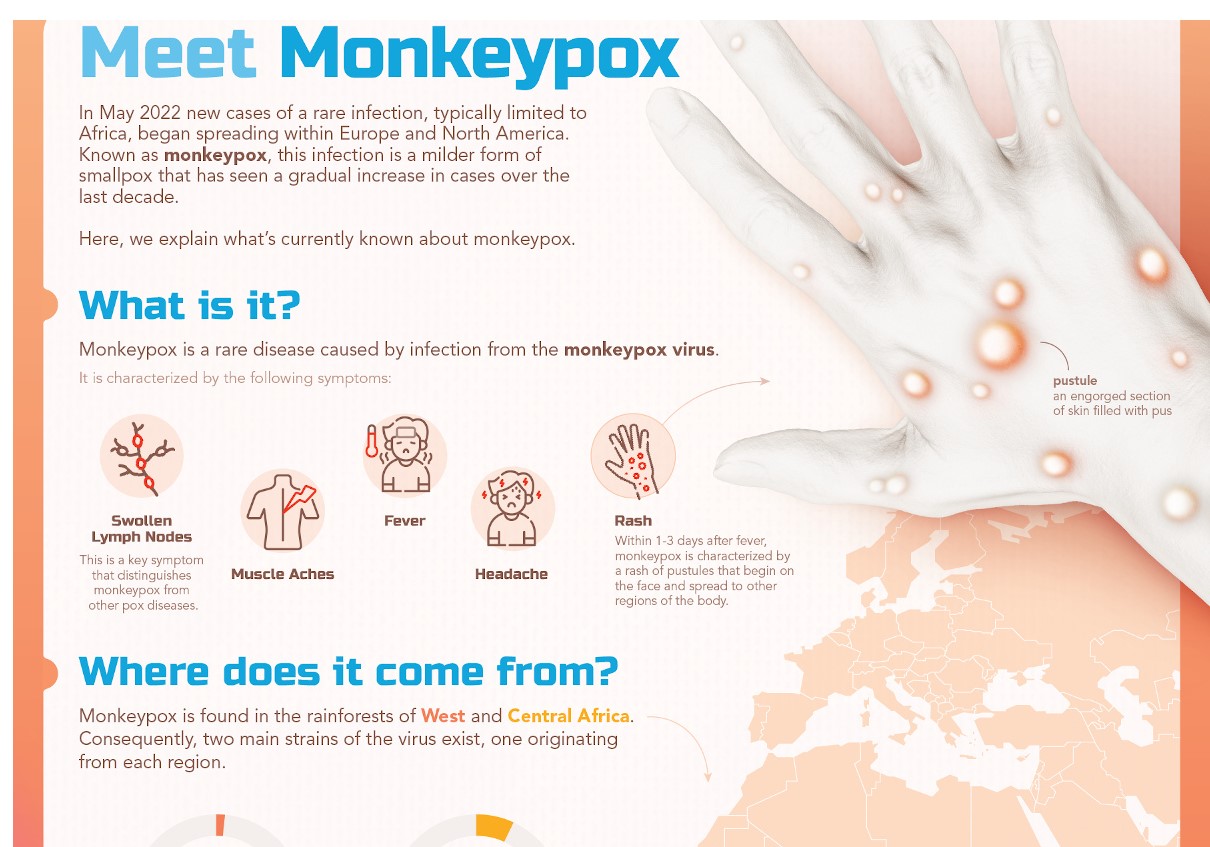 Meet Monkeypox
In May 2022 new cases of a rare infection, typically limited to
Africa, began spreading within Europe and North America.
Known as monkeypox, this infection is a milder form of
smallpox that has seen a gradual increase in cases over the
last decade.
Here, we explain what's currently known about monkeypox.
What is it?
Monkeypox is a rare disease caused by infection from the monkeypox virus.
It is characterized by the following symptoms:
pustule
an engorged section
of skin filled with pus
Swollen
Lymph Nodes
This is a key symptom
that distinguishes
monkeypox from
other pox diseases.
Muscle Aches
Fever
Headache
Rash
Within 1-3 days after fever,
monkeypox is characterized by
a rash of pustules that begin on
the face and spread to other
regions of the body.
Where does it come from?
Monkeypox is found in the rainforests of West and Central Africa.
Consequently, two main strains of the virus exist, one originating
from each region.